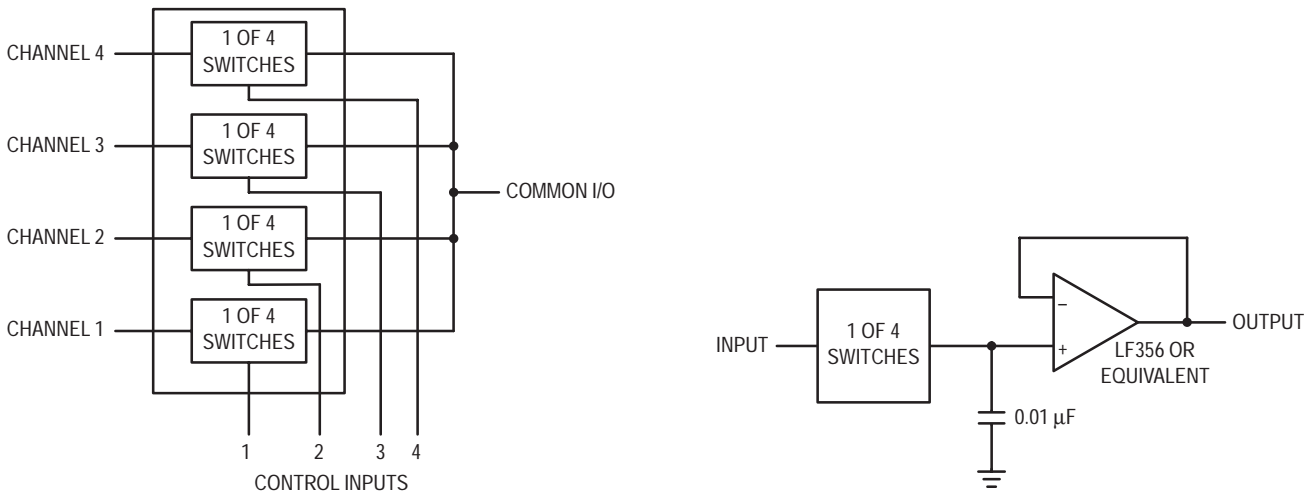 CHANNEL 4
1 OF 4
SWITCHES
CHANNEL 3
1 OF 4
SWITCHES
COMMON I/O
CHANNEL 2
1 OF 4
SWITCHES
CHANNEL 1
1 OF 4
SWITCHES
1 2 3 4
CONTROL INPUTS
INPUT
1 OF 4
SWITCHES
−
+
OUTPUT
LF356 OR
EQUIVALENT
0.01 µF